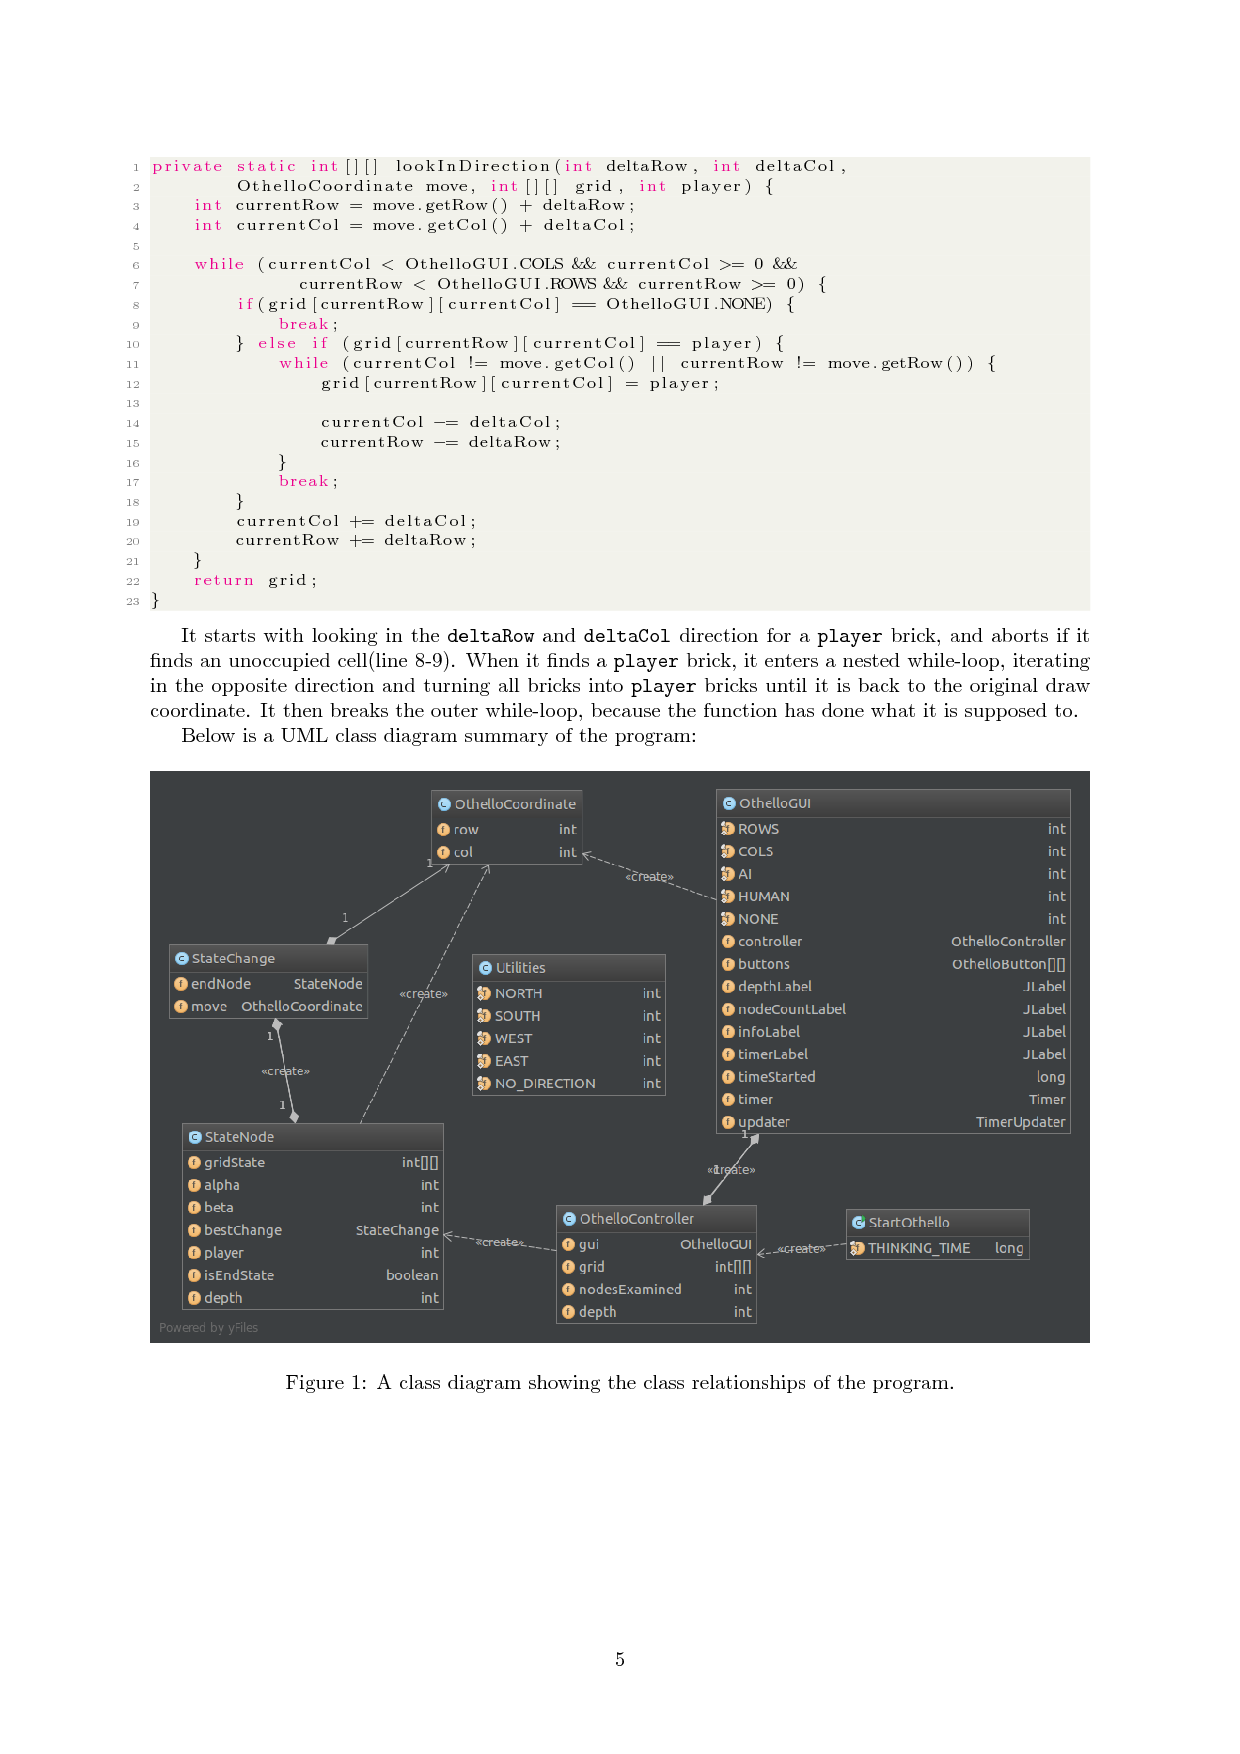 1 private static int[][] lookInDirection(int deltaRow, int deltaCol,
2 OthelloCoordinate move, int[][] grid, int player) {
3 int currentRow = move.getRow() + deltaRow;
4 int currentCol = move.getCol() + deltaCol;
5
6 while (currentCol < OthelloGUI.COLS && currentCol >= 0 &&
7 currentRow < OthelloGUI.ROWS && currentRow >= 0) {
8 if(grid[currentRow][currentCol] == OthelloGUI.NONE) {
9 break;
10 } else if (grid[currentRow][currentCol] == player) {
11 while (currentCol != move.getCol() || currentRow != move.getRow()) {
12 grid[currentRow][currentCol] = player;
13
14 currentCol -= deltaCol;
15 currentRow -= deltaRow;
16 }
17 break;
18 }
19 currentCol += deltaCol;
20 currentRow += deltaRow;
21 }
22 return grid;
23 }
It starts with looking in the deltaRow and deltaCol direction for a player brick, and aborts if it
finds an unoccupied cell(line 8-9). When it finds a player brick, it enters a nested while-loop, iterating
in the opposite direction and turning all bricks into player bricks until it is back to the original draw
coordinate. It then breaks the outer while-loop, because the function has done what it is supposed to.
Below is a UML class diagram summary of the program:
OthelloCoordinate
row int
col int
OthelloGUI
ROWS int
COLS int
AI int
HUMAN int
NONE int
controller OthelloController
buttons OthelloButton[][]
depthLabel JLabel
nodeCountLabel JLabel
infoLabel JLabel
timerLabel JLabel
timeStarted long
timer Timer
updater TimerUpdater
1
1
«create»
StateChange
endNode StateNode
move OthelloCoordinate
«create»
Utilities
NORTH int
SOUTH int
WEST int
EAST int
NO_DIRECTION int
1
«create»
1
StateNode
gridState int[][]
alpha int
beta int
bestChange StateChange
player int
isEndState boolean
depth int
1
«create»
1
OthelloController
gui OthelloGUI
grid int[][]
nodesExamined int
depth int
«create»
StartOthello
THINKING_TIME long
«create»
Powered by yFiles
Figure 1: A class diagram showing the class relationships of the program.
5